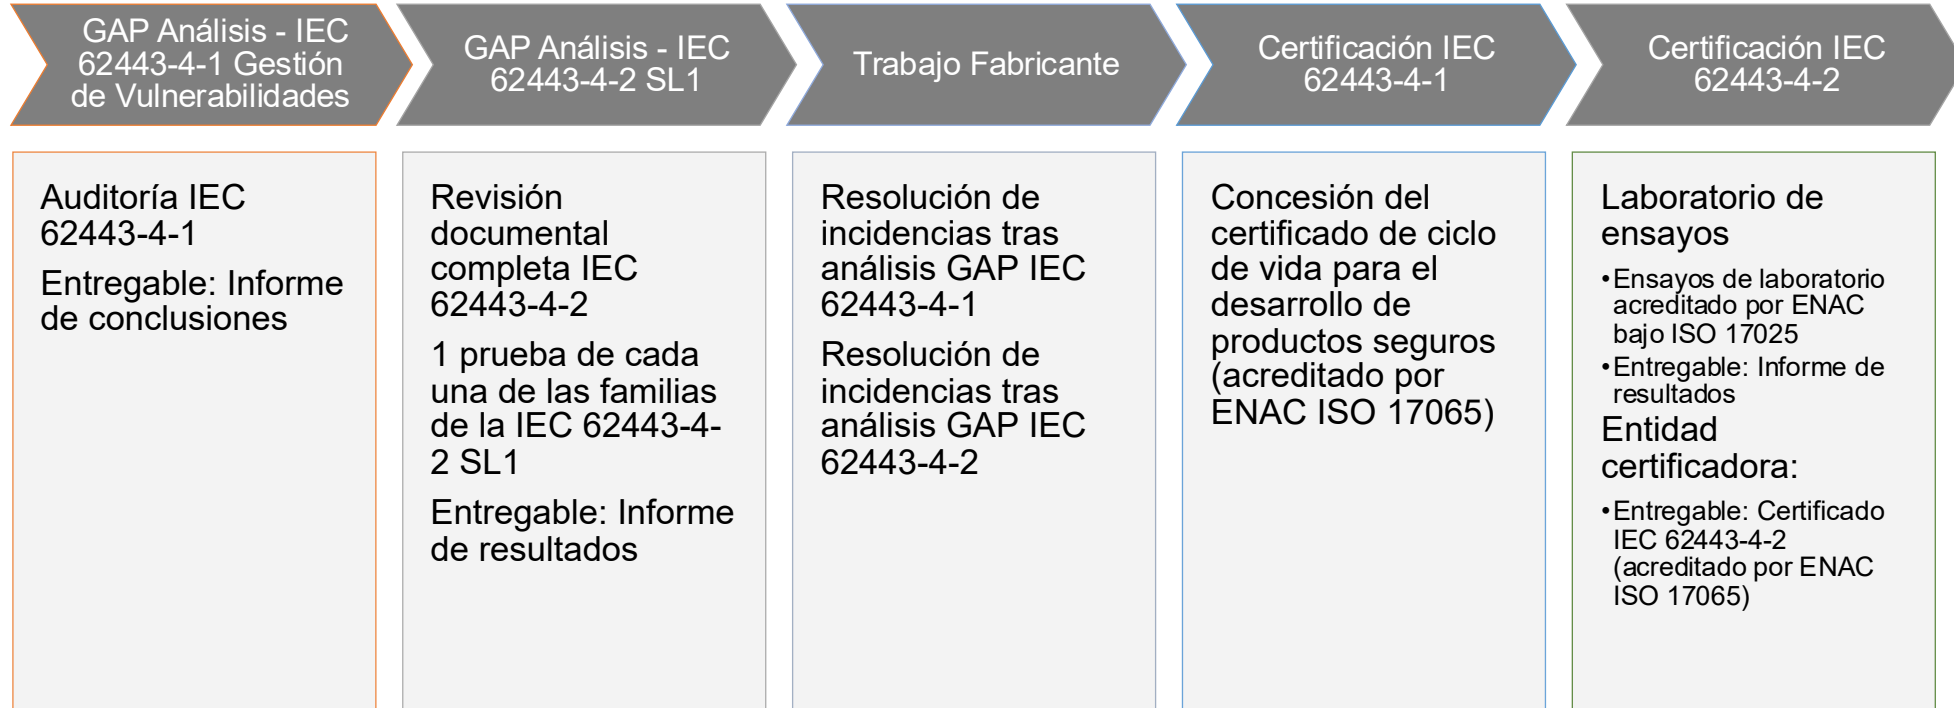 GAP Análisis - IEC
62443-4-1 Gestión
de Vulnerabilidades
GAP Análisis - IEC
62443-4-2 SL1
Trabajo Fabricante
Certificación IEC
62443-4-1
Certificación IEC
62443-4-2
Auditoría IEC
62443-4-1
Entregable: Informe
de conclusiones
Revisión
documental
completa IEC
62443-4-2
1 prueba de cada
una de las familias
de la IEC 62443-4-
2 SL1
Entregable: Informe
de resultados
Resolución de
incidencias tras
análisis GAP IEC
62443-4-1
Resolución de
incidencias tras
análisis GAP IEC
62443-4-2
Concesión del
certificado de ciclo
de vida para el
desarrollo de
productos seguros
(acreditado por
ENAC ISO 17065)
Laboratorio de
ensayos
•Ensayos de laboratorio
acreditado por ENAC
bajo ISO 17025
•Entregable: Informe de
resultados
Entidad
certificadora:
•Entregable: Certificado
IEC 62443-4-2
(acreditado por ENAC
ISO 17065)